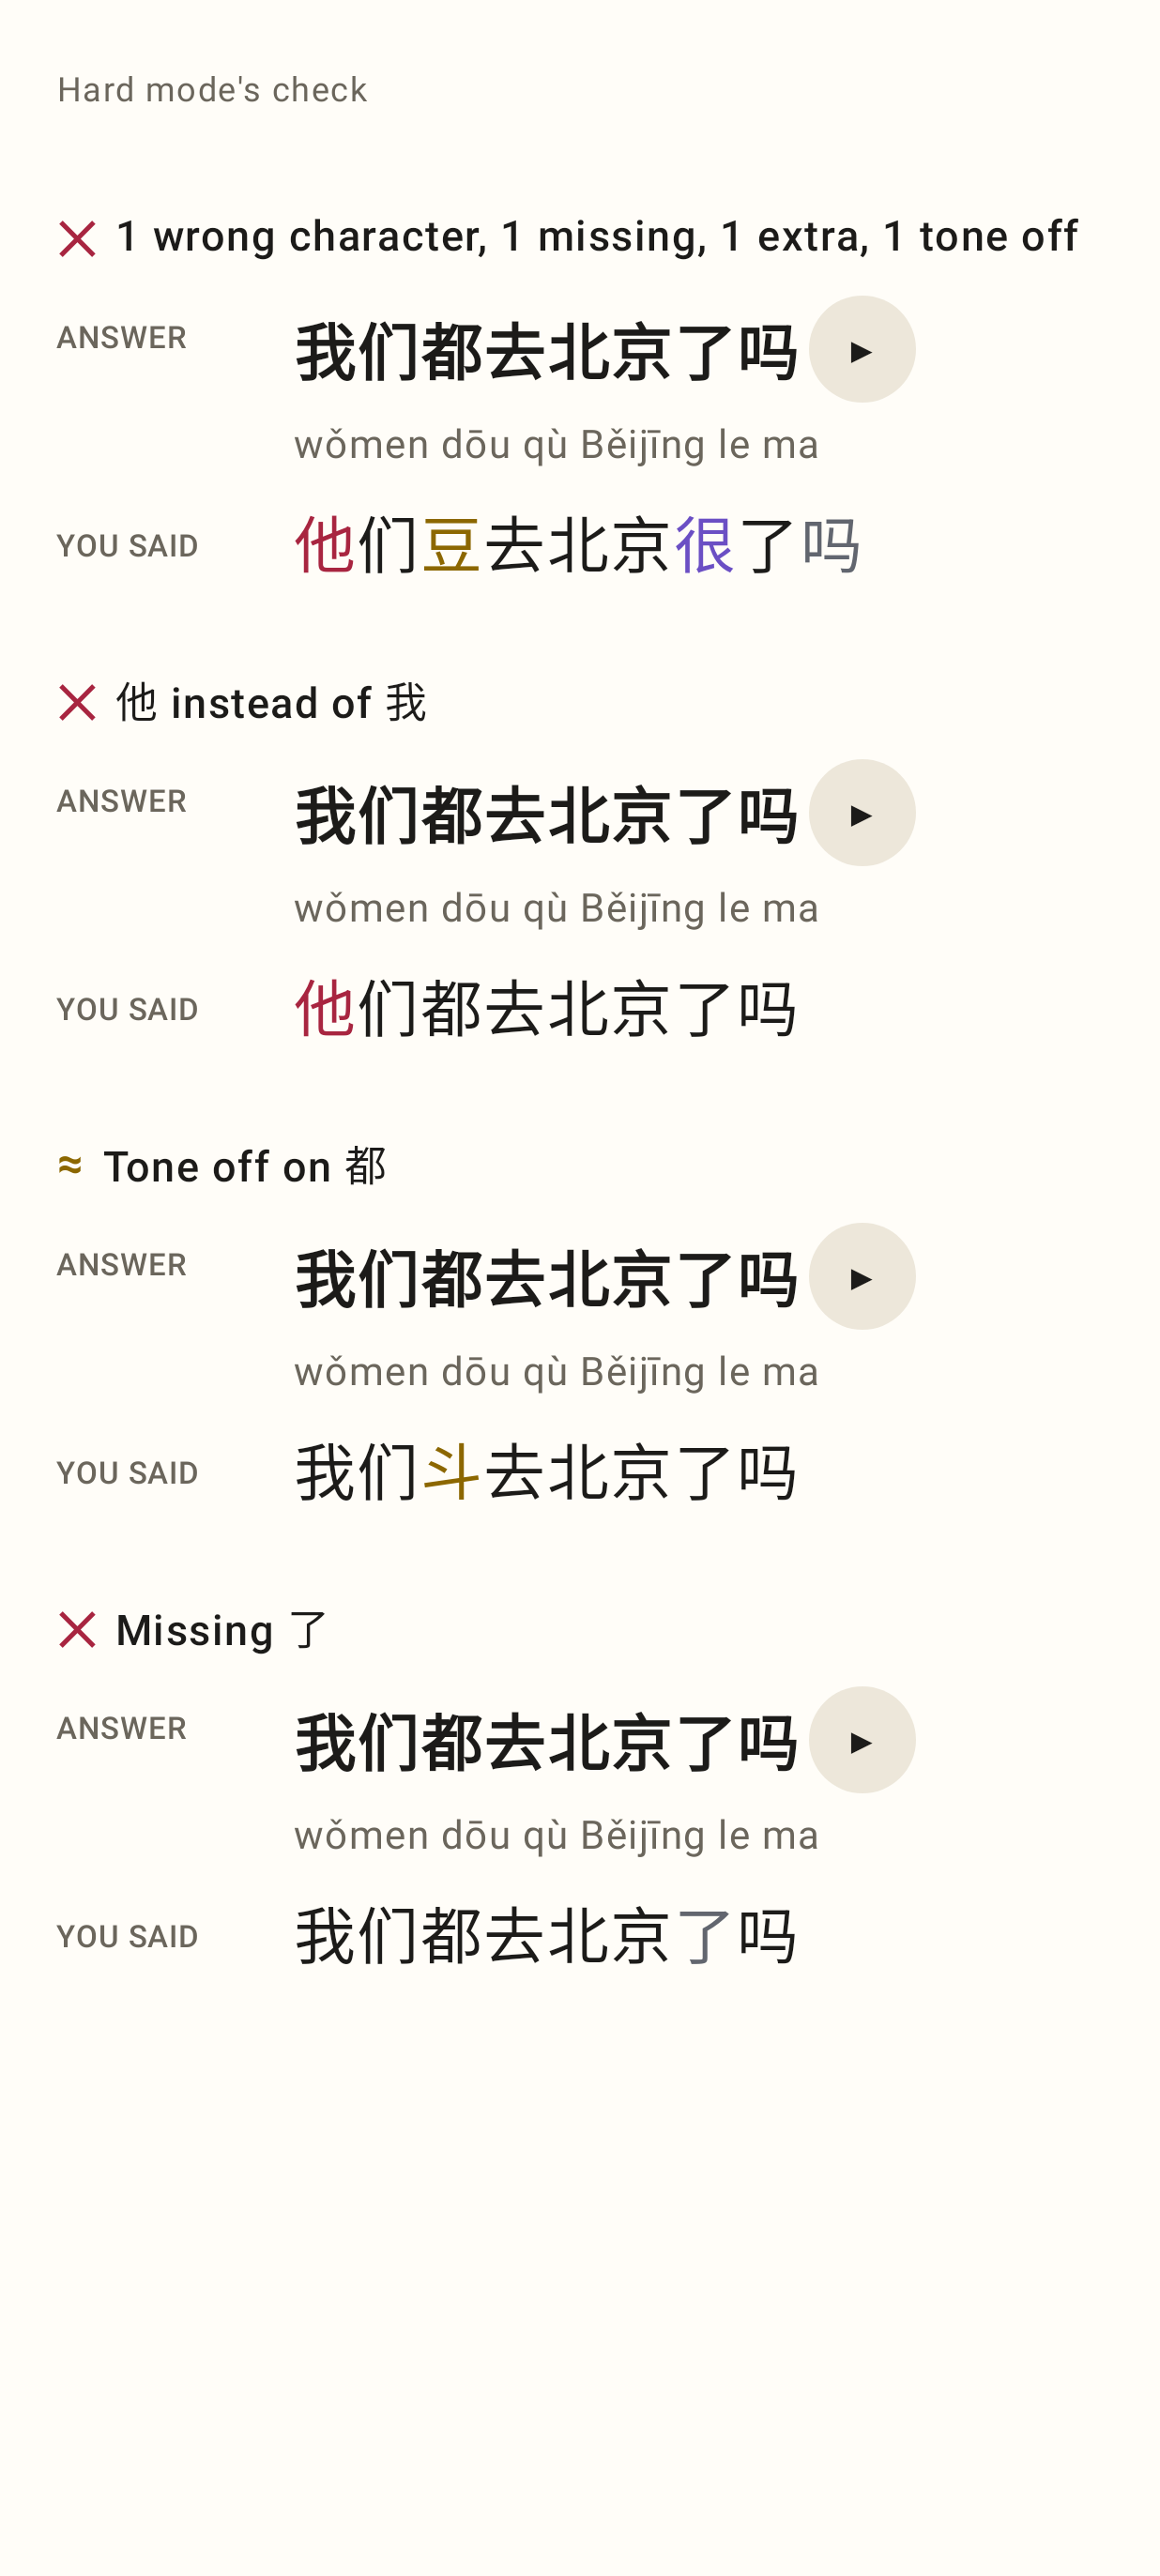 Hard mode's check
✕ 1 wrong character, 1 missing, 1 extra, 1 tone off
ANSWER 我们都去北京了吗 ▶
wǒmen dōu qù Běijīng le ma
YOU SAID 他们豆去北京很了吗
✕ 他 instead of 我
ANSWER 我们都去北京了吗 ▶
wǒmen dōu qù Běijīng le ma
YOU SAID 他们都去北京了吗
≈ Tone off on 都
ANSWER 我们都去北京了吗 ▶
wǒmen dōu qù Běijīng le ma
YOU SAID 我们斗去北京了吗
✕ Missing 了
ANSWER 我们都去北京了吗 ▶
wǒmen dōu qù Běijīng le ma
YOU SAID 我们都去北京了吗